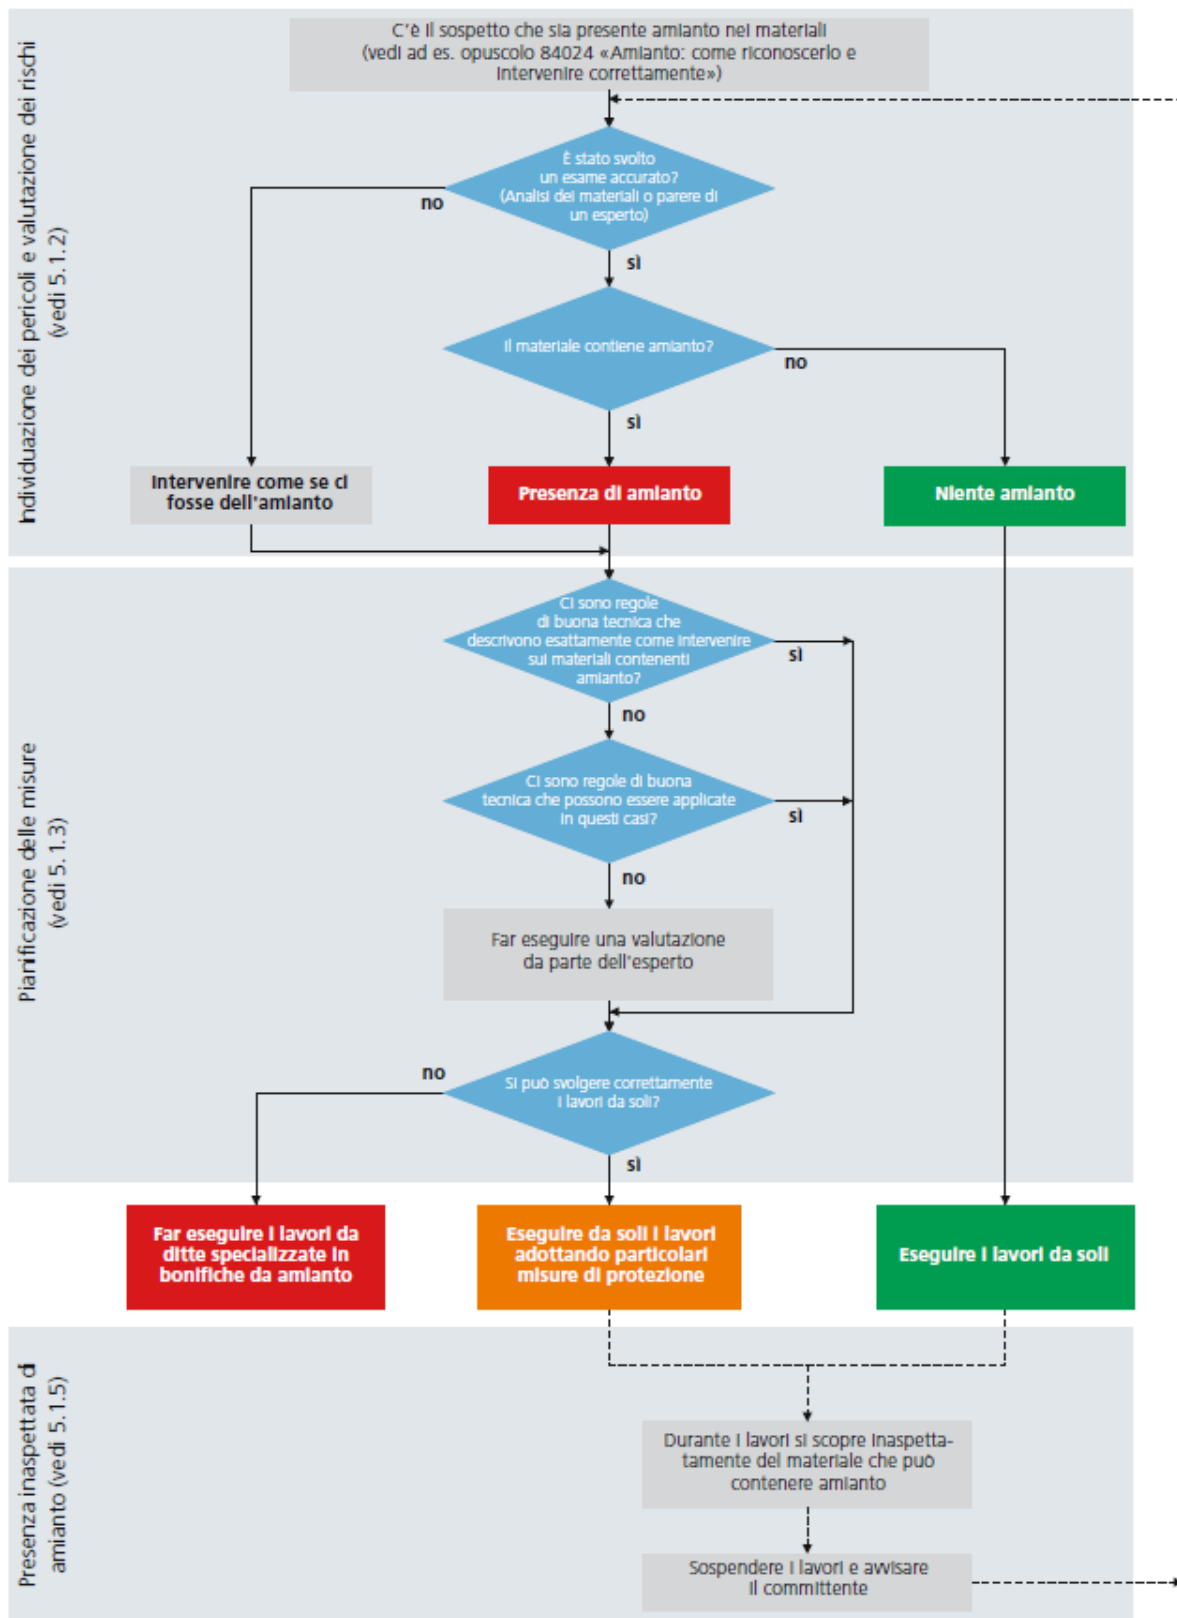 Individuazione dei pericoli e valutazione dei rischi
(vedi 5.1.2)
C'è il sospetto che sia presente amianto nei materiali
(vedi ad es. opuscolo 84024 «Amianto: come riconoscerlo e
intervenire correttamente»)
È stato svolto
un esame accurato?
(Analisi dei materiali o parere di
un esperto)
no
sì
Il materiale contiene amianto?
no
sì
Intervenire come se ci
fosse dell'amianto
Presenza di amianto
Niente amianto
Pianificazione delle misure
(vedi 5.1.3)
Ci sono regole
di buona tecnica che
descrivono esattamente come intervenire
sui materiali contenenti
amianto?
sì
no
Ci sono regole di buona
tecnica che possono essere applicate
in questi casi?
sì
no
Far eseguire una valutazione
da parte dell'esperto
no
Si può svolgere correttamente
i lavori da soli?
sì
Far eseguire i lavori da
ditte specializzate in
bonifiche da amianto
Eseguire da soli i lavori
adottando particolari
misure di protezione
Eseguire i lavori da soli
Presenza inaspettata di
amianto (vedi 5.1.5)
Durante i lavori si scopre inaspetta-
tamente del materiale che può
contenere amianto
Sospendere i lavori e avvisare
il committente